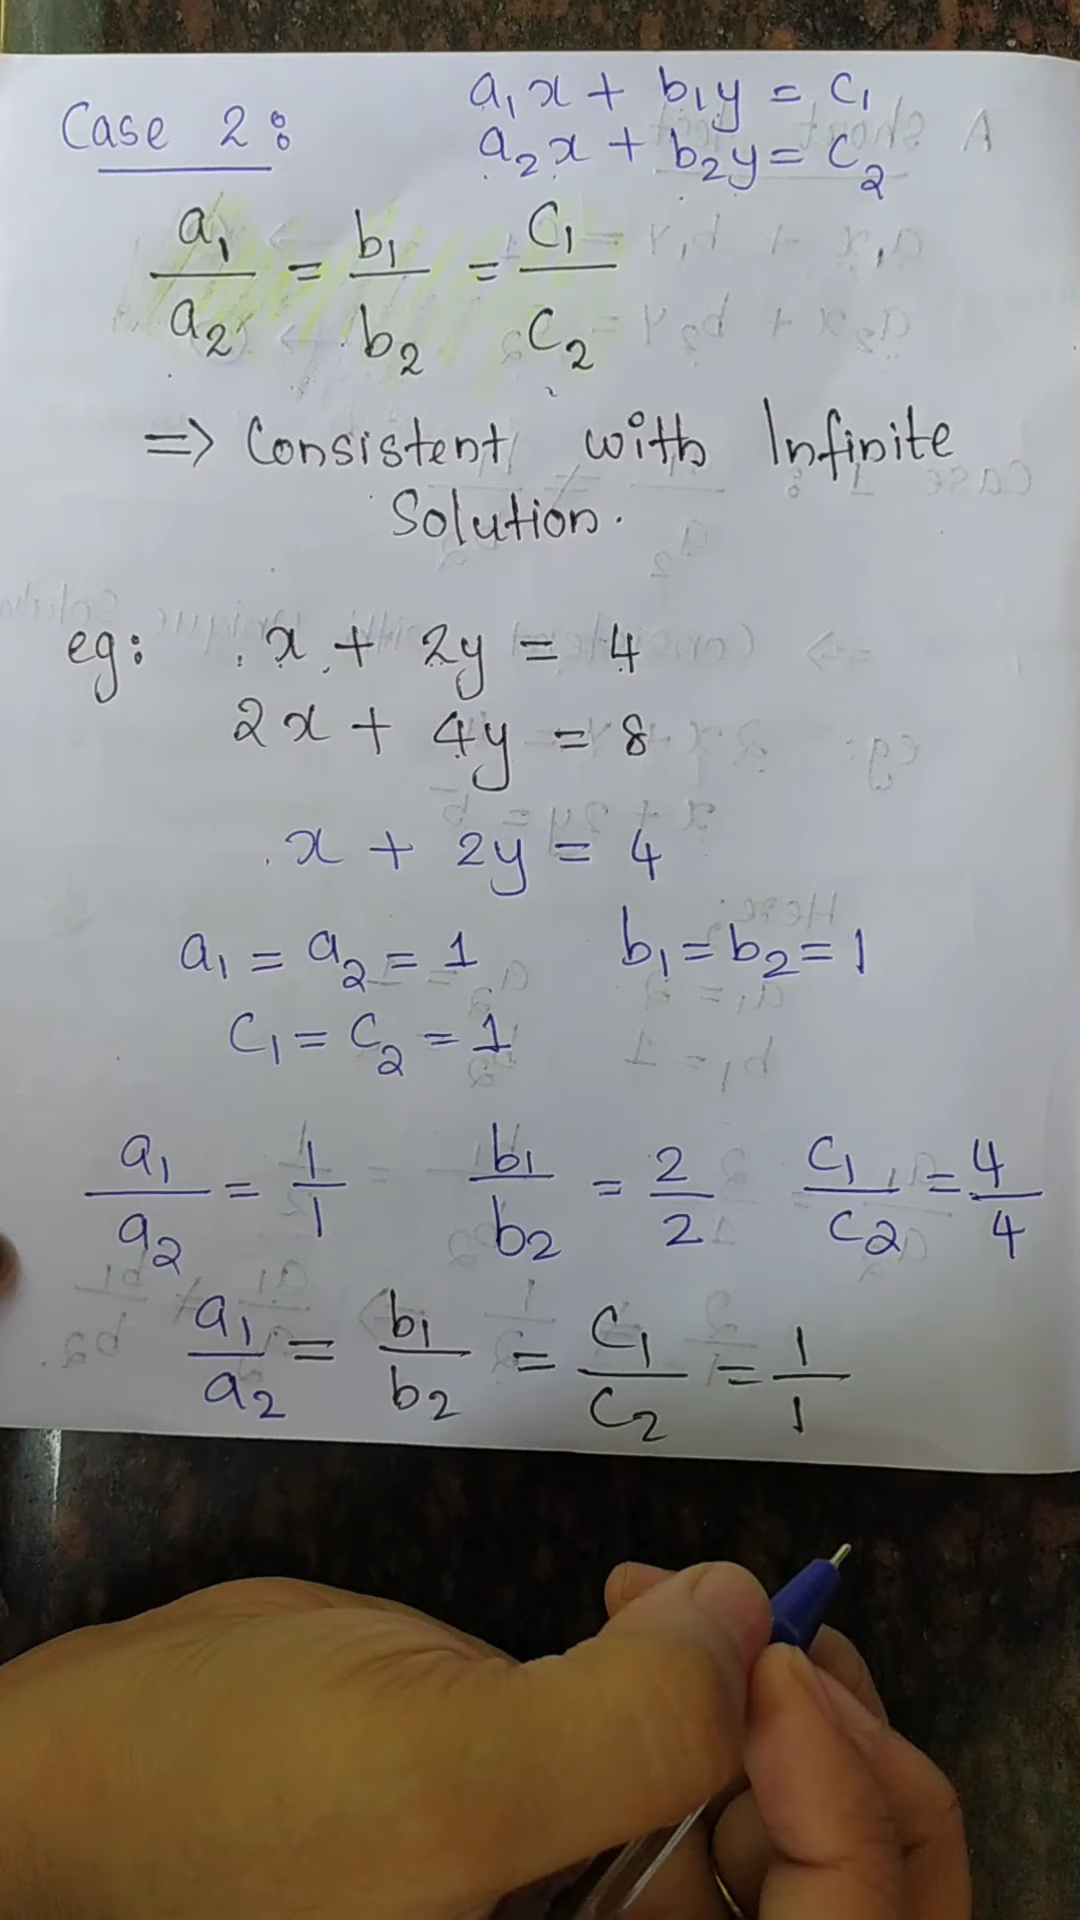 Case 2:
a₁x + b₁y = c₁
a₂x + b₂y = c₂
a₁/a₂ = b₁/b₂ = c₁/c₂
=> Consistent with Infinite
Solution.
eg: x + 2y = 4
2x + 4y = 8
x + 2y = 4
a₁ = a₂ = 1 b₁ = b₂ = 1
c₁ = c₂ = 1
a₁/a₂ = 1/1 b₁/b₂ = 2/2 c₁/c₂ = 4/4
a₁/a₂ = b₁/b₂ = c₁/c₂ = 1/1